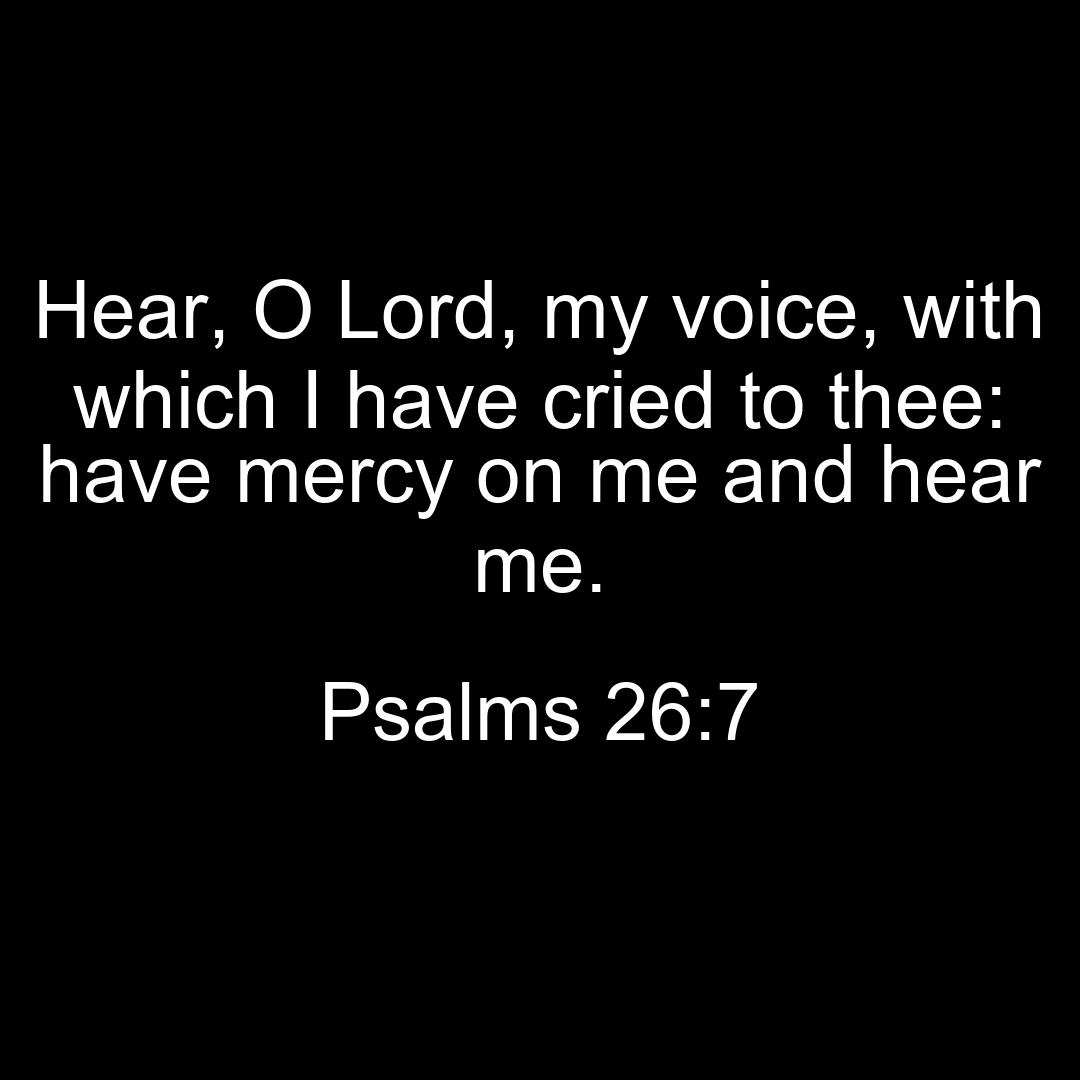 Hear, O Lord, my voice, with
which I have cried to thee:
have mercy on me and hear
me.
Psalms 26:7